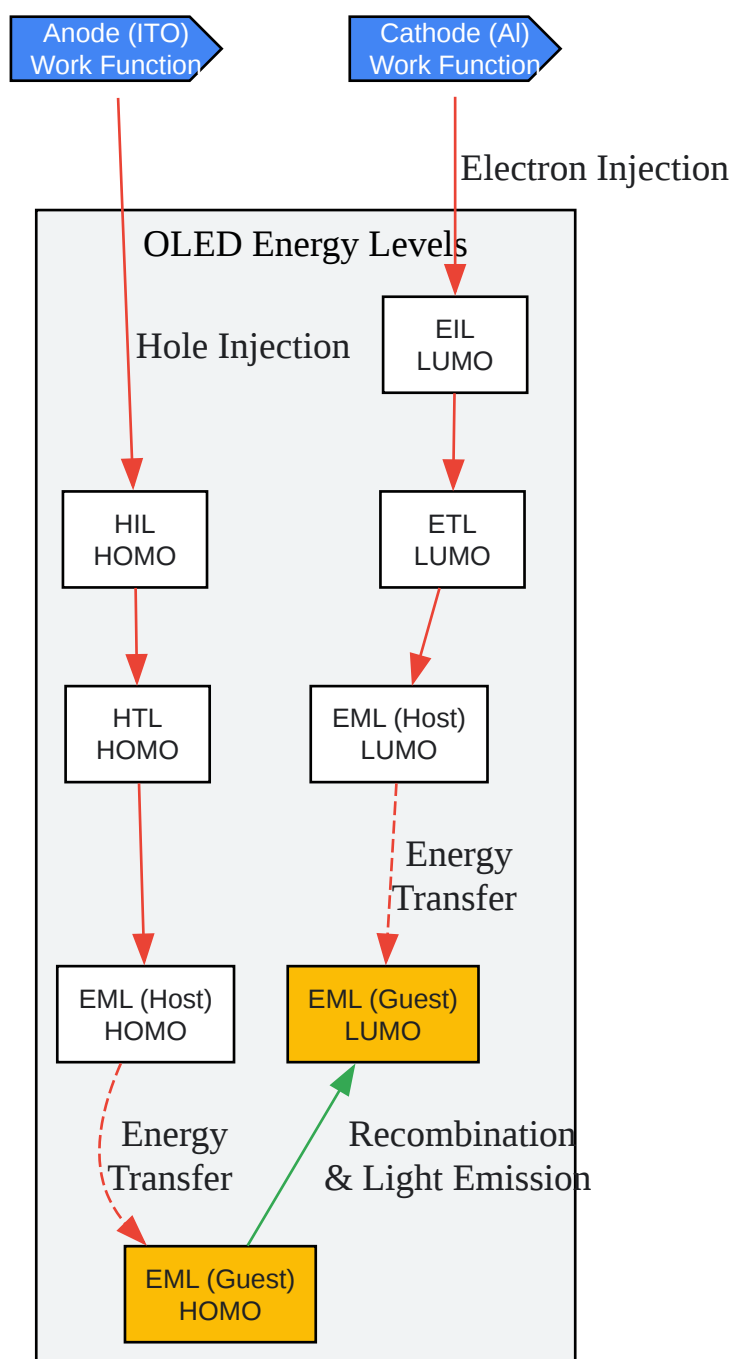 Anode (ITO)
Work Function
Cathode (Al)
Work Function
Electron Injection
OLED Energy Levels
EIL
LUMO
Hole Injection
HIL
HOMO
ETL
LUMO
HTL
HOMO
EML (Host)
LUMO
Energy
Transfer
EML (Host)
HOMO
EML (Guest)
LUMO
Energy
Transfer
Recombination
& Light Emission
EML (Guest)
HOMO